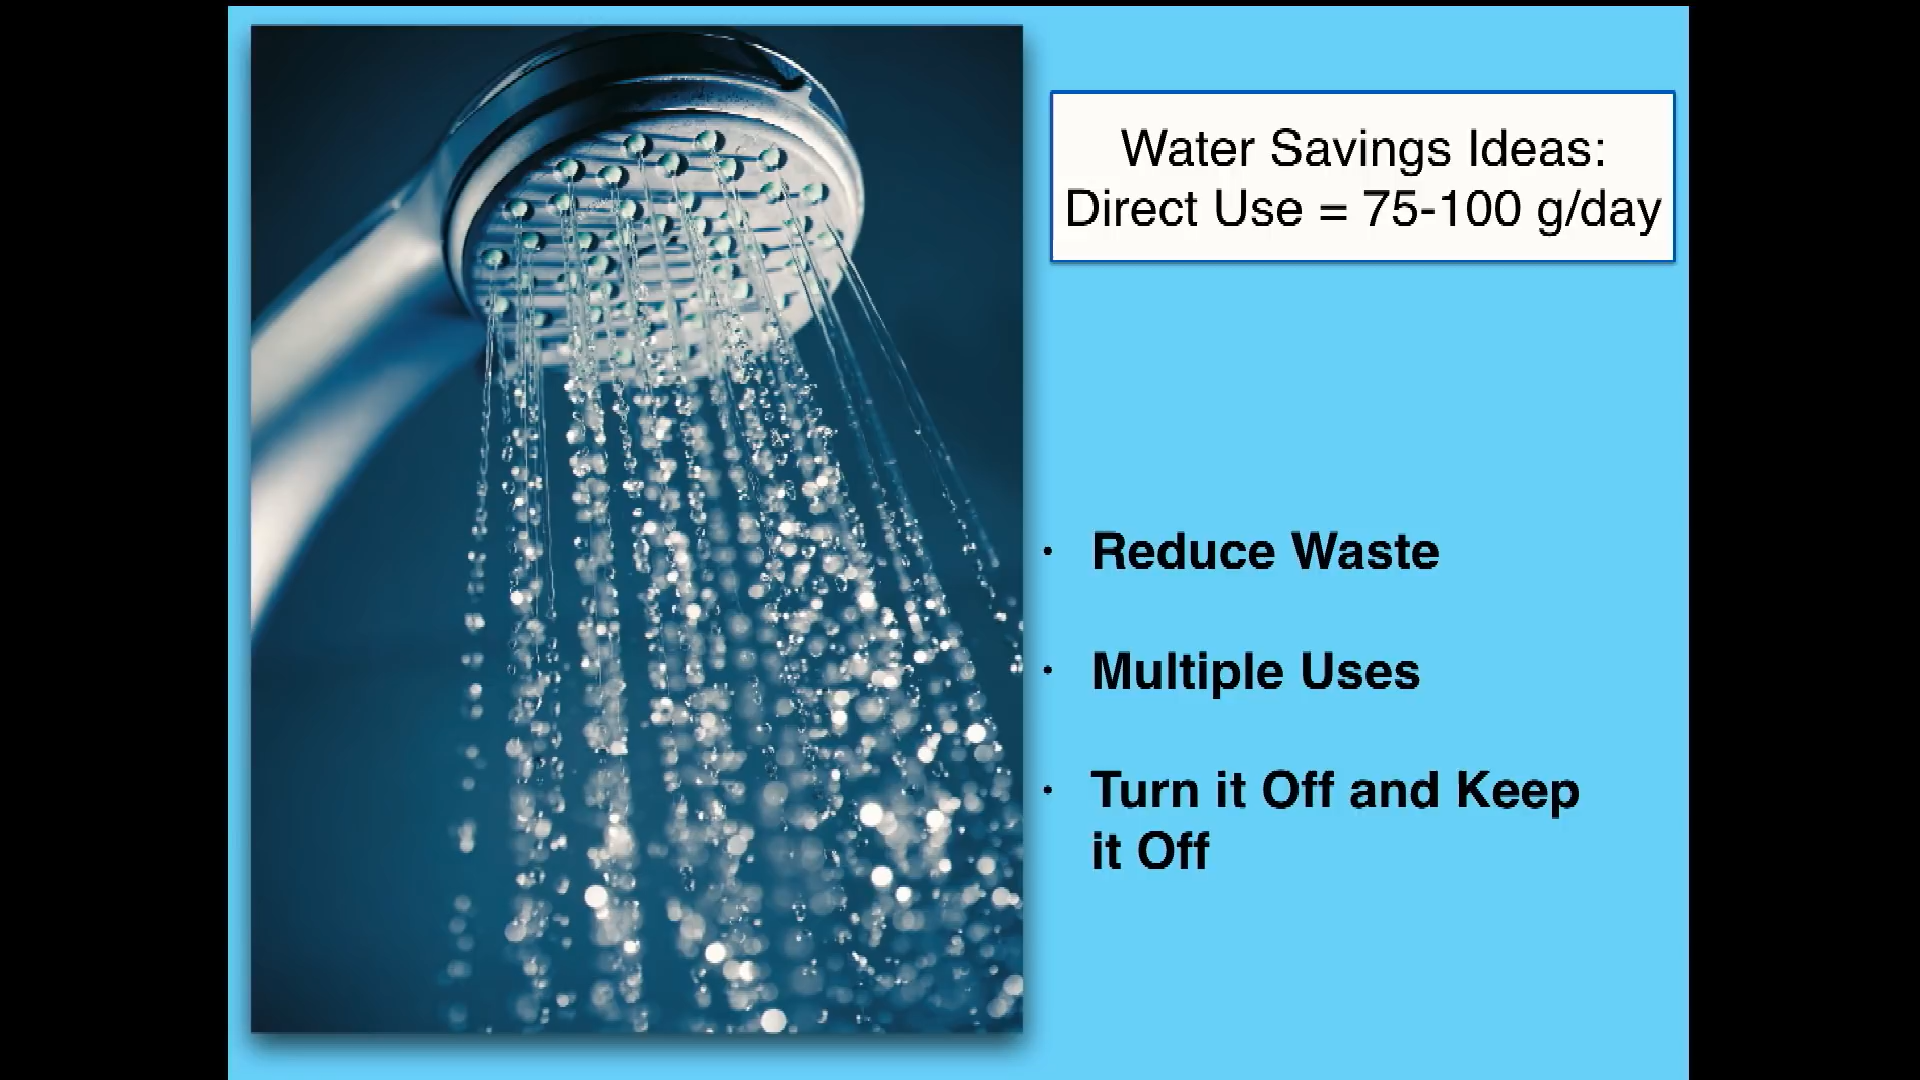 Water Savings Ideas:
Direct Use = 75-100 g/day
· Reduce Waste
· Multiple Uses
· Turn it Off and Keep
it Off